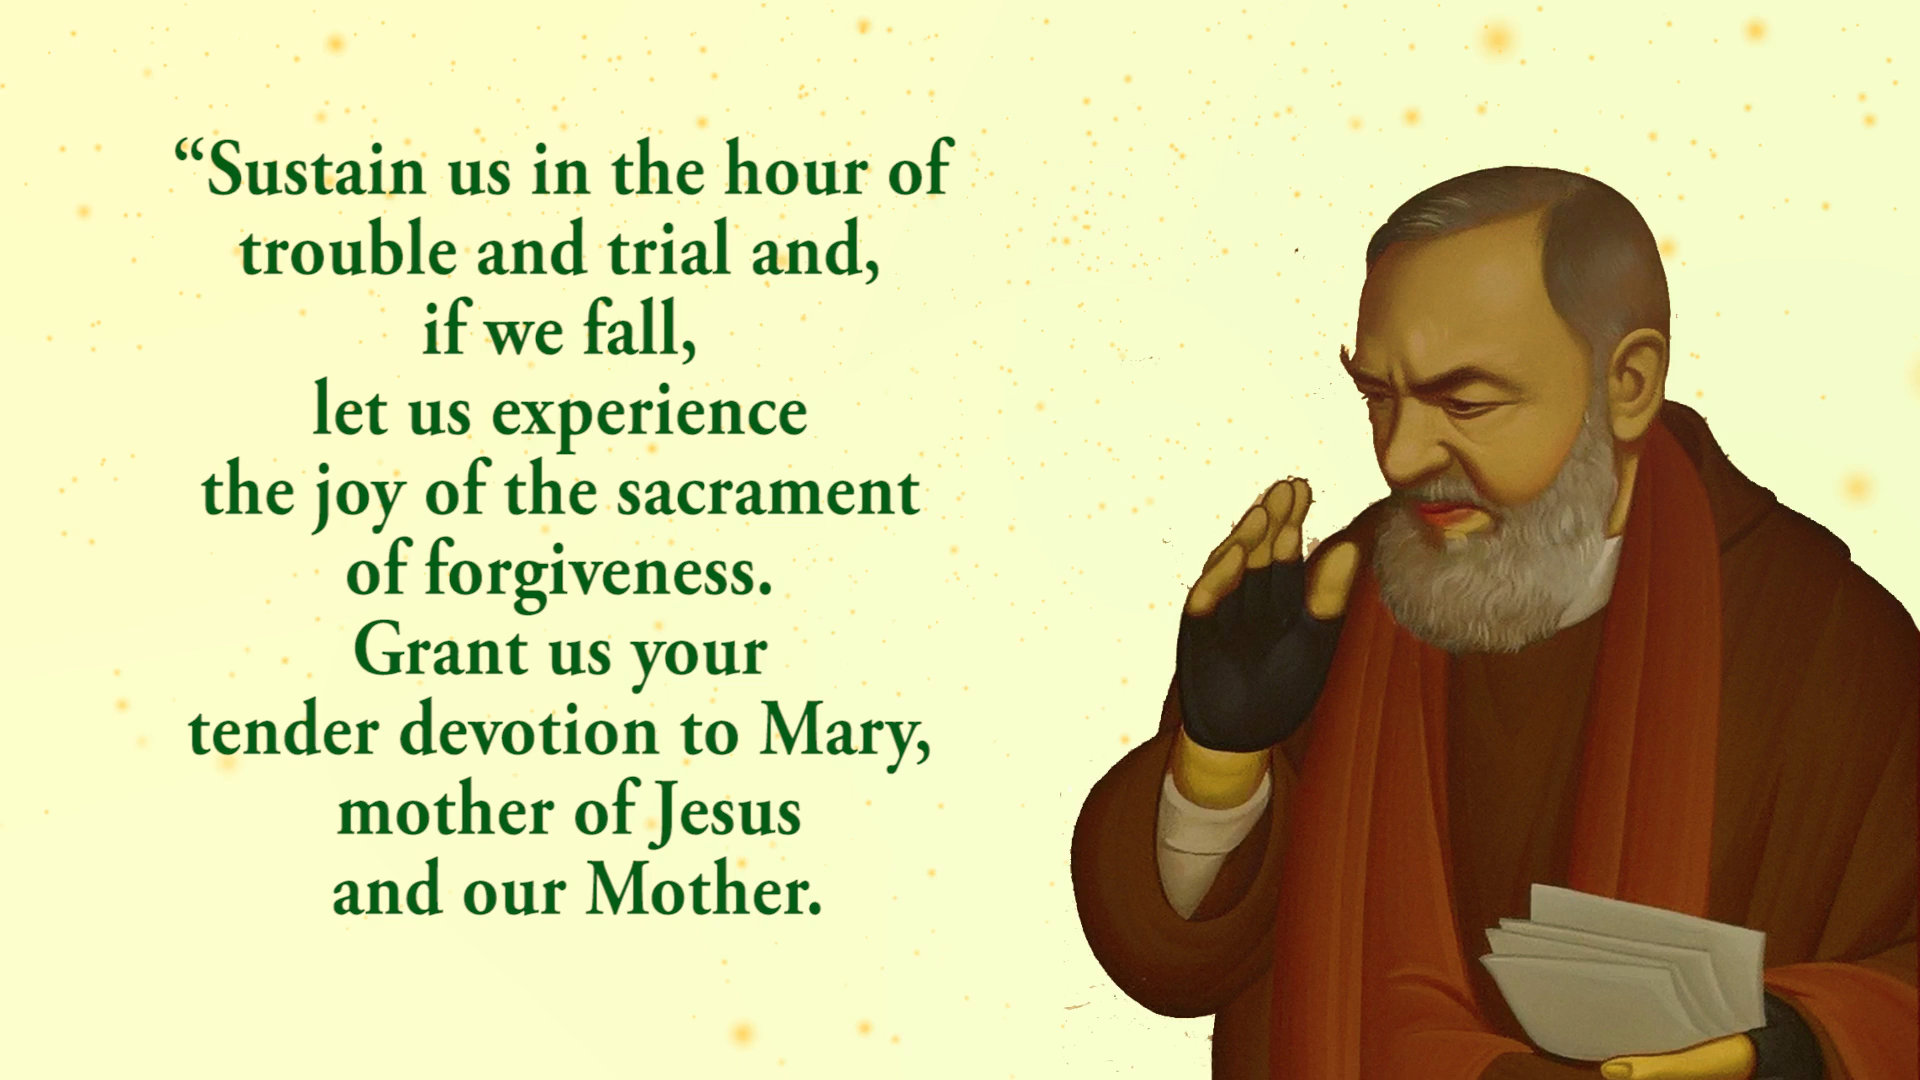 “Sustain us in the hour of
trouble and trial and,
if we fall,
let us experience
the joy of the sacrament
of forgiveness.
Grant us your
tender devotion to Mary,
mother of Jesus
and our Mother.